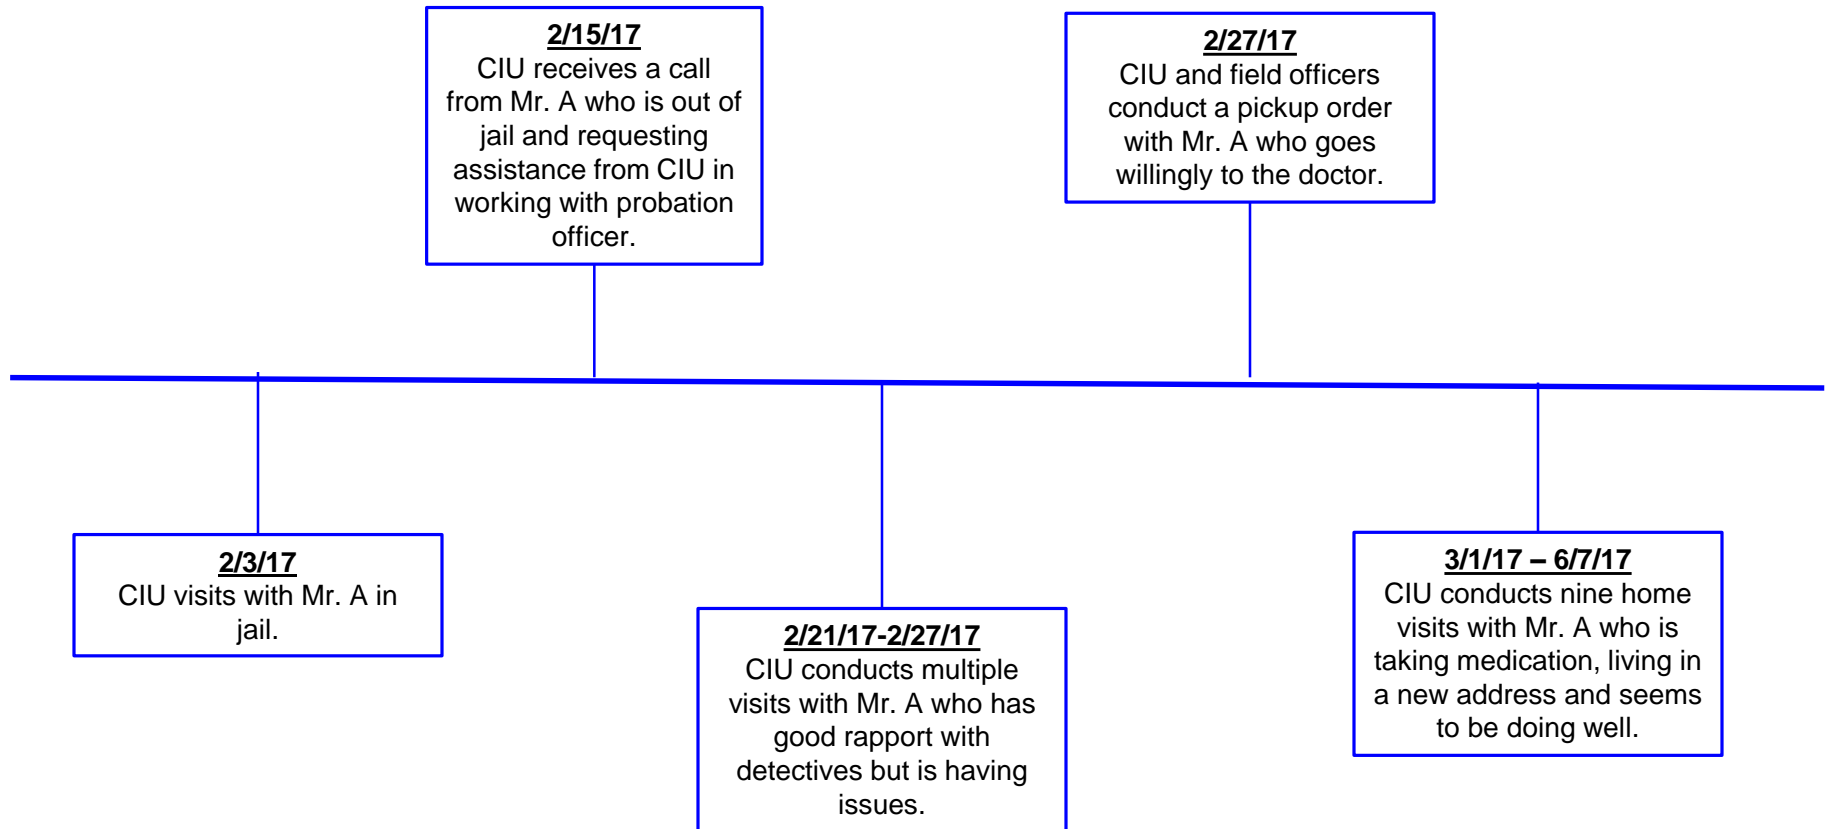 2/15/17
CIU receives a call
from Mr. A who is out of
jail and requesting
assistance from CIU in
working with probation
officer.
2/27/17
CIU and field officers
conduct a pickup order
with Mr. A who goes
willingly to the doctor.
2/3/17
CIU visits with Mr. A in
jail.
2/21/17-2/27/17
CIU conducts multiple
visits with Mr. A who has
good rapport with
detectives but is having
issues.
3/1/17 – 6/7/17
CIU conducts nine home
visits with Mr. A who is
taking medication, living in
a new address and seems
to be doing well.